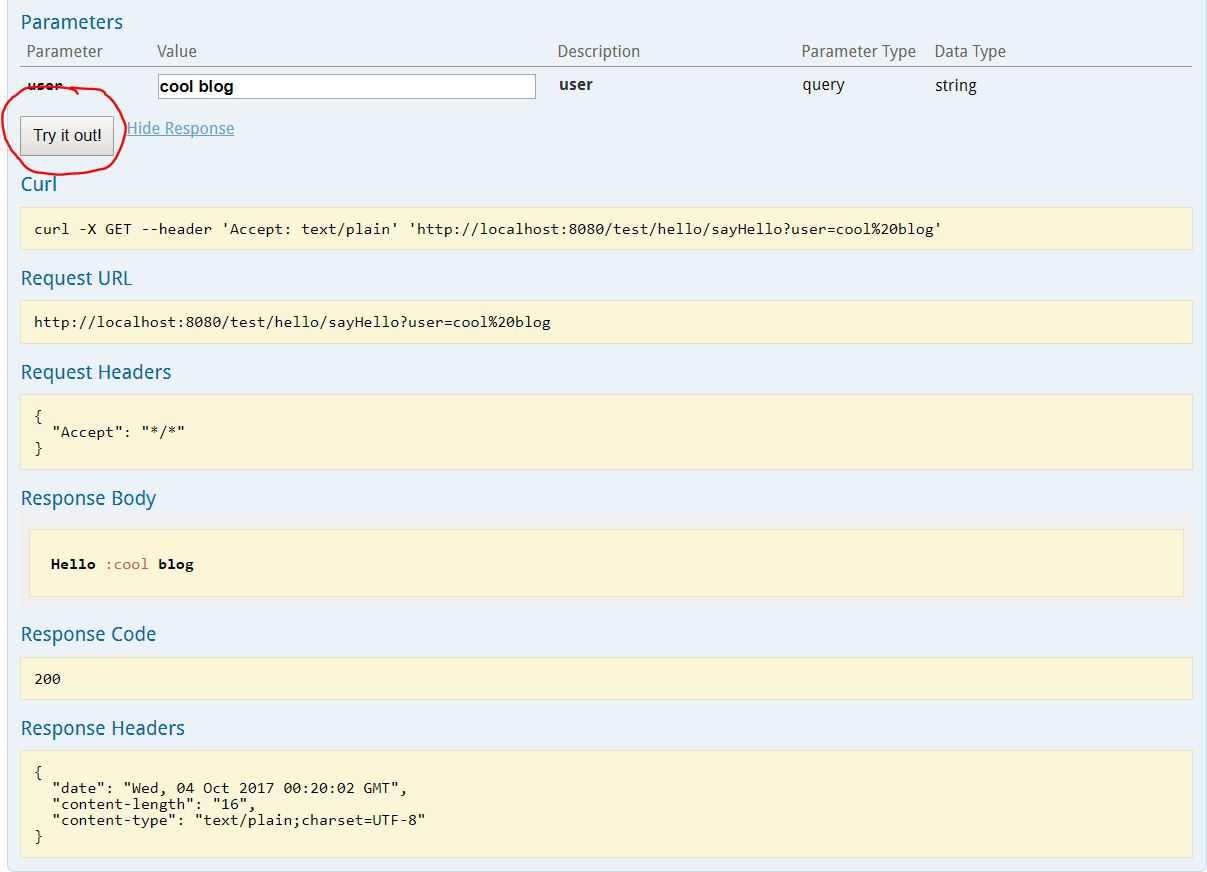 Parameters
Parameter Value Description Parameter Type Data Type
user cool blog user query string
Try it out! Hide Response
Curl
curl -X GET --header 'Accept: text/plain' 'http://localhost:8080/test/hello/sayHello?user=cool%20blog'
Request URL
http://localhost:8080/test/hello/sayHello?user=cool%20blog
Request Headers
{
"Accept": "*/*"
}
Response Body
Hello :cool blog
Response Code
200
Response Headers
{
"date": "Wed, 04 Oct 2017 00:20:02 GMT",
"content-length": "16",
"content-type": "text/plain;charset=UTF-8"
}